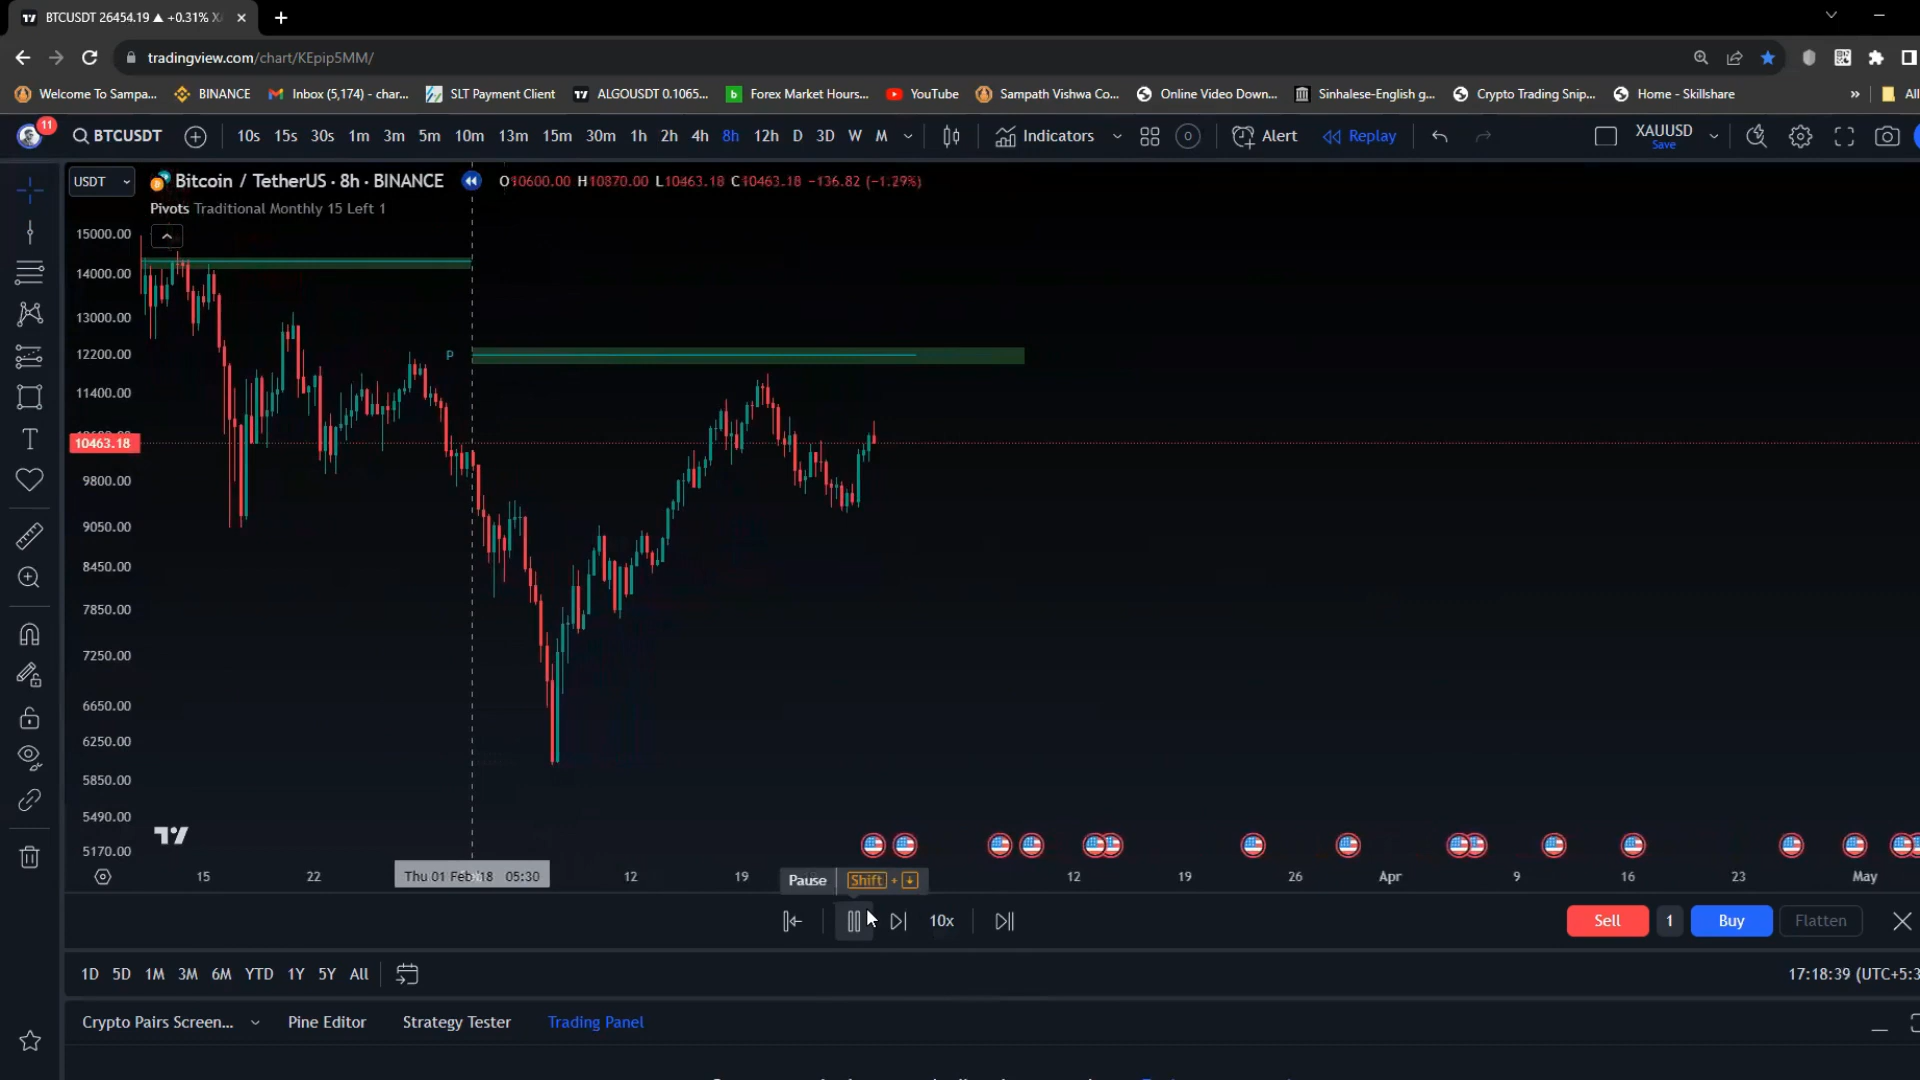 BTCUSDT 26454.19 ▲ +0.31% XA
tradingview.com/chart/KEpip5MM/
Welcome To Sampa... BINANCE Inbox (5,174) – char... SLT Payment Client ALGOUSDT 0.1065... Forex Market Hours... YouTube Sampath Vishwa Co... Online Video Down... Sinhalese-English g... Crypto Trading Snip... Home - Skillshare » All
11 BTCUSDT 10s 15s 30s 1m 3m 5m 10m 13m 15m 30m 1h 2h 4h 8h 12h D 3D W M Indicators Alert Replay XAUUSD
Save
USDT Bitcoin / TetherUS · 8h · BINANCE O10600.00 H10870.00 L10463.18 C10463.18 −136.82 (−1.29%)
Pivots Traditional Monthly 15 Left 1
15000.00
14000.00
13000.00
12200.00
P
11400.00
10463.18
9800.00
9050.00
8450.00
7850.00
7250.00
6650.00
6250.00
5850.00
5490.00
5170.00
15 22 Thu 01 Feb '18 05:30 12 19 12 19 26 Apr 9 16 23 May
Pause Shift + ↓
10x Sell 1 Buy Flatten
1D 5D 1M 3M 6M YTD 1Y 5Y All 17:18:39 (UTC+5:3
Crypto Pairs Screen... Pine Editor Strategy Tester Trading Panel